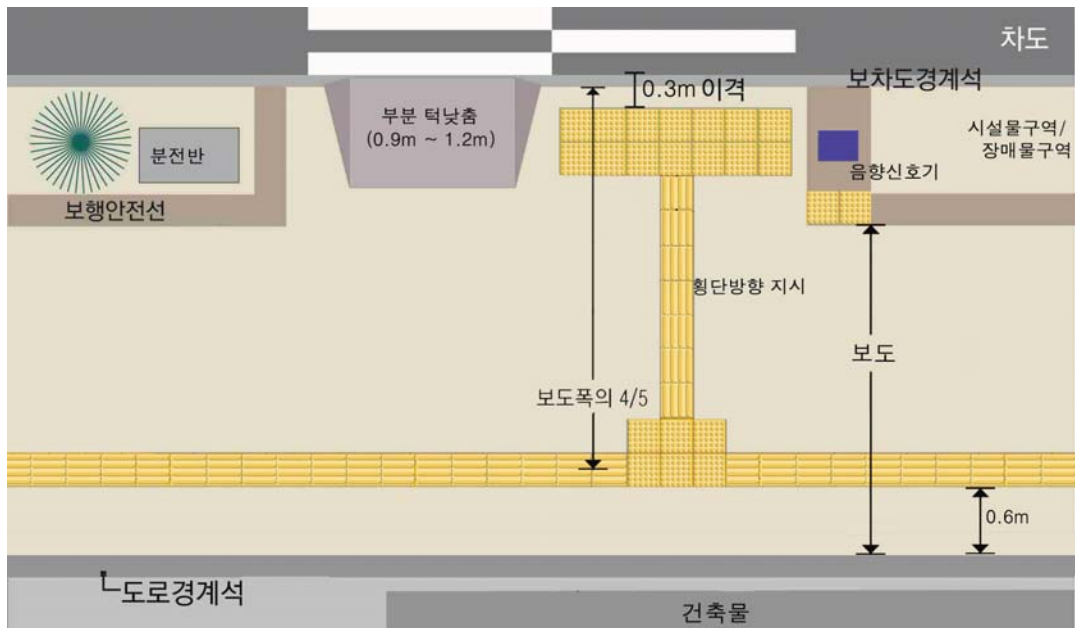 차도
보차도경계석
0.3m 이격
부분 턱낮춤
(0.9m ~ 1.2m)
시설물구역/
장매물구역
분전반
음향신호기
보행안전선
횡단방향 지시
보도
보도폭의 4/5
0.6m
도로경계석
건축물